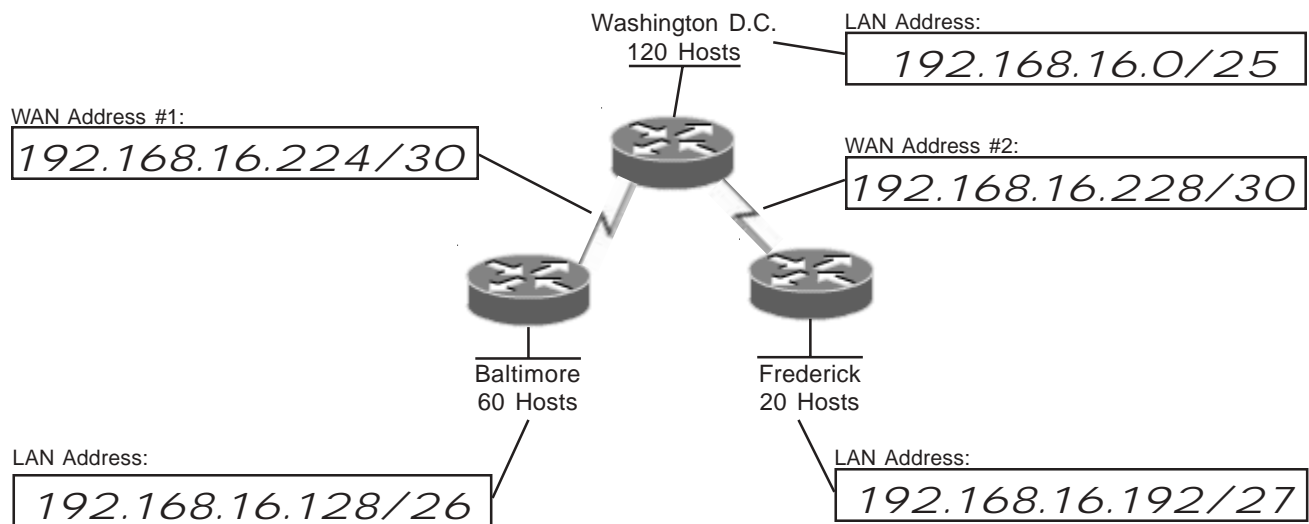 Washington D.C.
120 Hosts
LAN Address:
192.168.16.0/25
WAN Address #1:
192.168.16.224/30
WAN Address #2:
192.168.16.228/30
Baltimore
60 Hosts
Frederick
20 Hosts
LAN Address:
192.168.16.128/26
LAN Address:
192.168.16.192/27